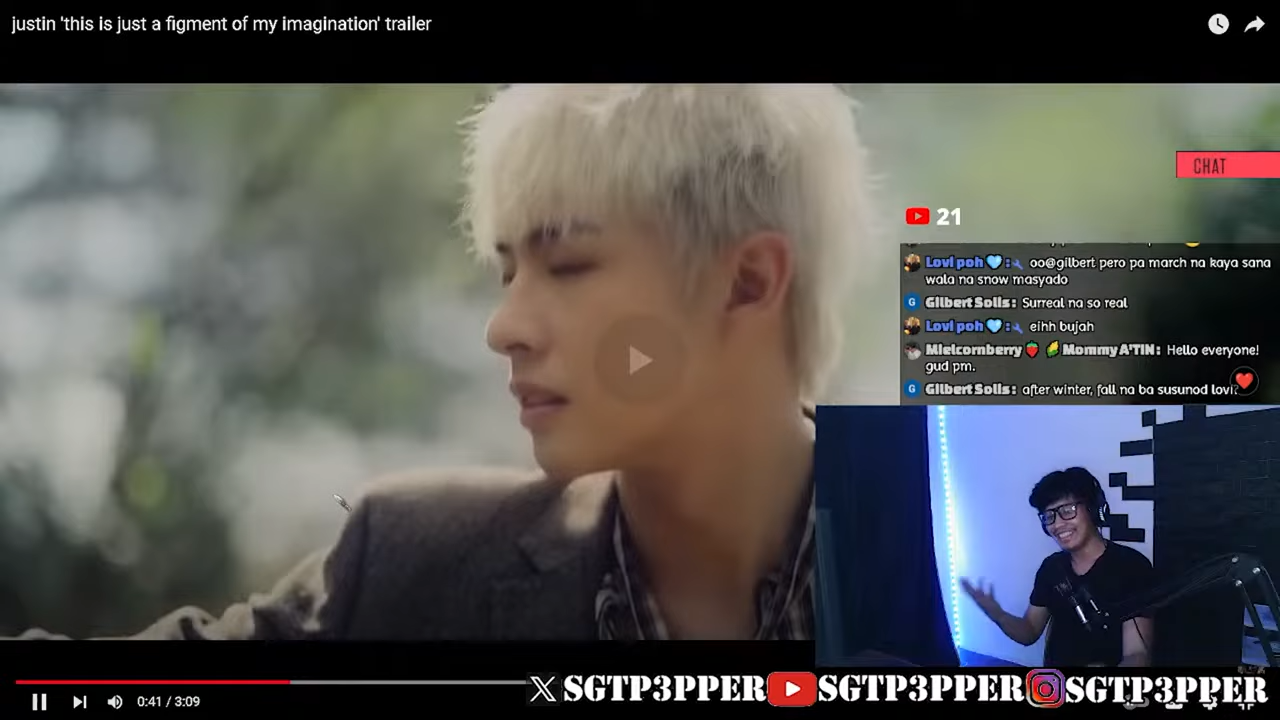 justin 'this is just a figment of my imagination' trailer
CHAT
21
Lovi poh🩵: oo@gilbert pero pa march na kaya sana
wala na snow masyado
Gilbert Solis: Surreal na so real
Lovi poh🩵: eihh bujah
Mielcornberry🍓 🌽Mommy A'TIN: Hello everyone!
gud pm.
Gilbert Solis: after winter, fall na ba susunod lovi?
SGTP3PPER SGTP3PPER SGTP3PPER
0:41 / 3:09